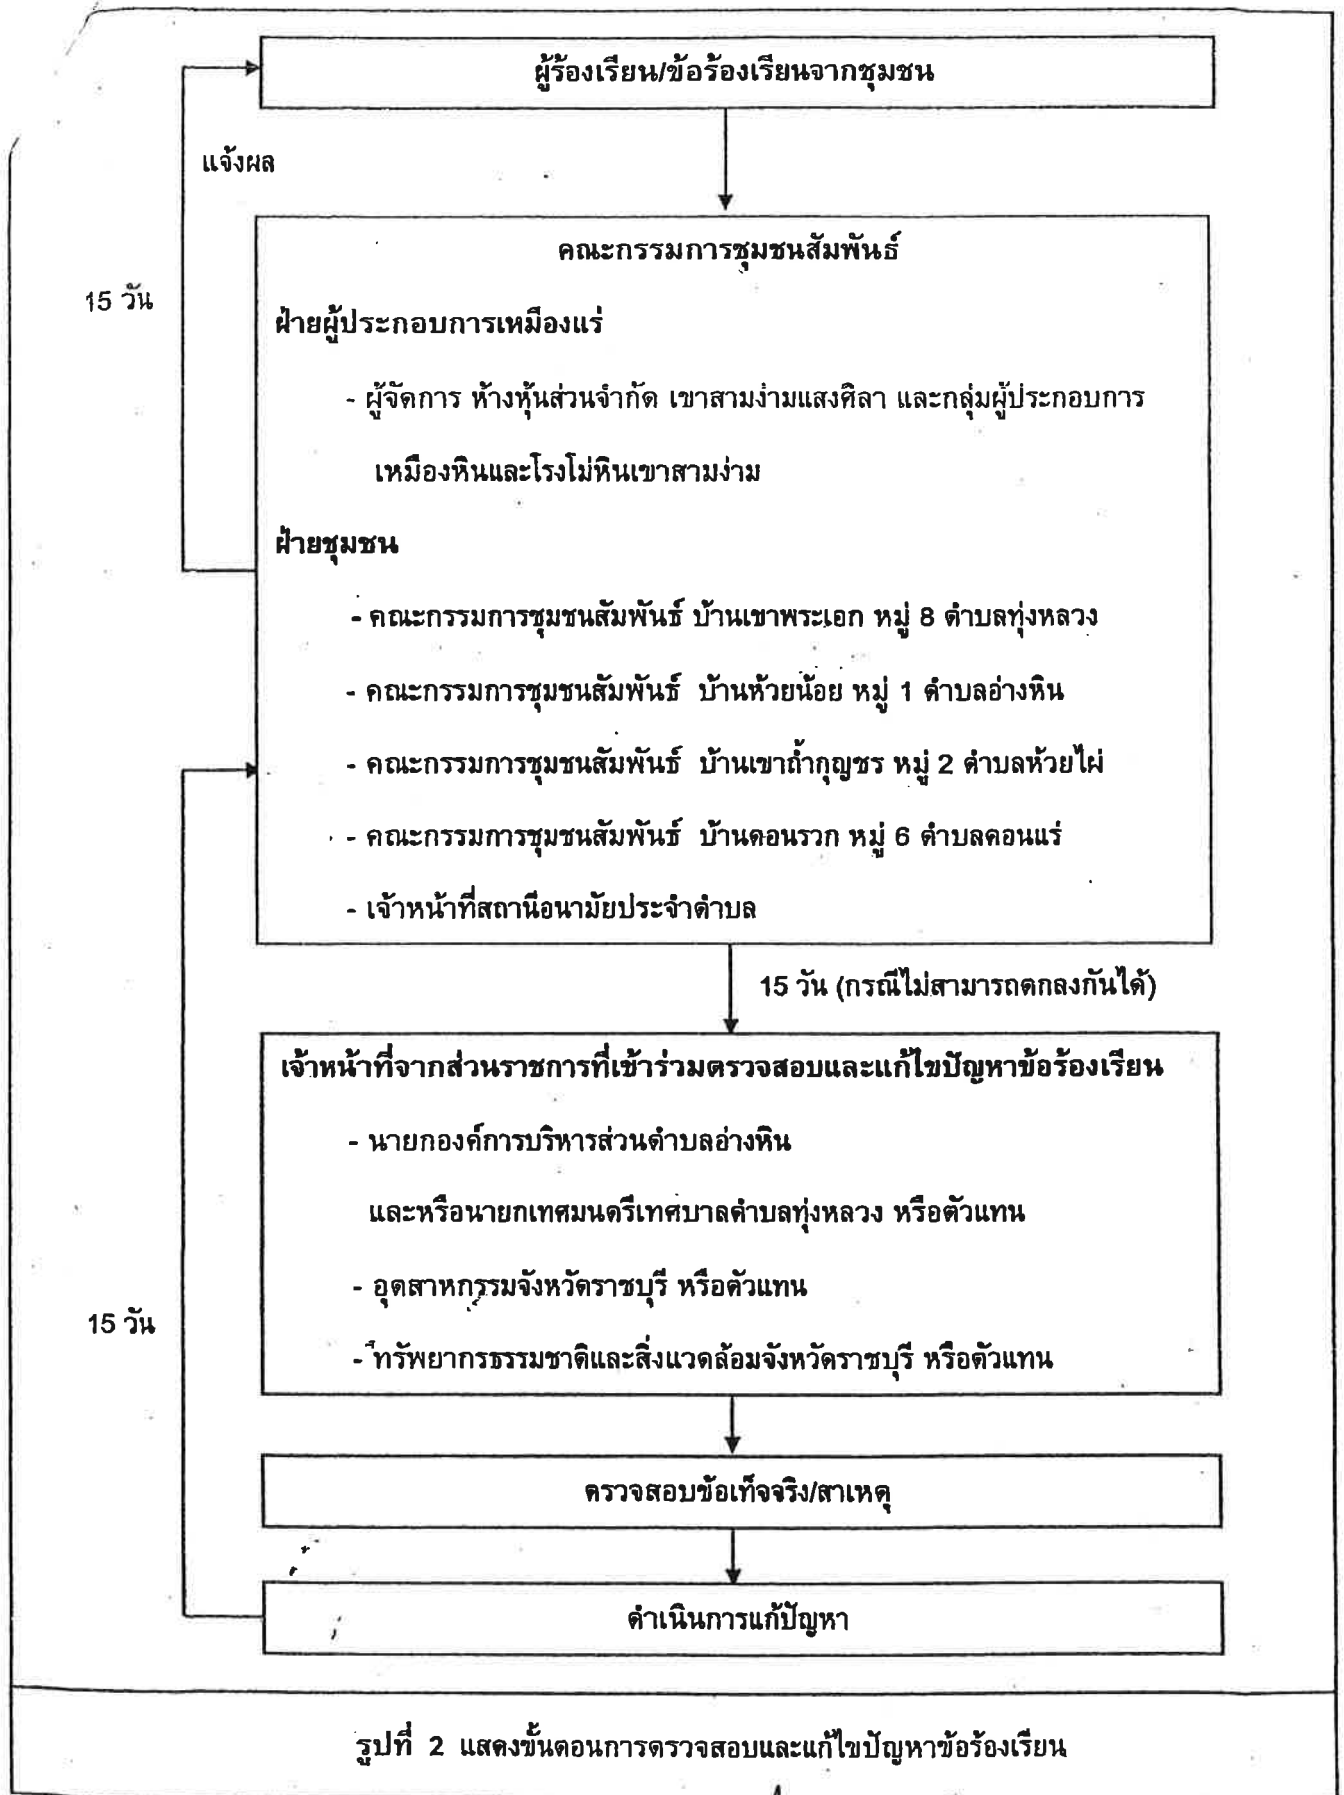 ผู้ร้องเรียน/ข้อร้องเรียนจากชุมชน
แจ้งผล
15 วัน
คณะกรรมการชุมชนสัมพันธ์
ฝ่ายผู้ประกอบการเหมืองแร่
- ผู้จัดการ ห้างหุ้นส่วนจำกัด เขาสามง่ามแสงศิลา และกลุ่มผู้ประกอบการ
เหมืองหินและโรงโม่หินเขาสามง่าม
ฝ่ายชุมชน
- คณะกรรมการชุมชนสัมพันธ์ บ้านเขาพระเอก หมู่ 8 ตำบลทุ่งหลวง
- คณะกรรมการชุมชนสัมพันธ์ บ้านห้วยน้อย หมู่ 1 ตำบลอ่างหิน
- คณะกรรมการชุมชนสัมพันธ์ บ้านเขาถ้ำกุญชร หมู่ 2 ตำบลห้วยไผ่
- คณะกรรมการชุมชนสัมพันธ์ บ้านดอนรวก หมู่ 6 ตำบลดอนแร่
- เจ้าหน้าที่สถานีอนามัยประจำตำบล
15 วัน (กรณีไม่สามารถตกลงกันได้)
เจ้าหน้าที่จากส่วนราชการที่เข้าร่วมตรวจสอบและแก้ไขปัญหาข้อร้องเรียน
- นายกองค์การบริหารส่วนตำบลอ่างหิน
และหรือนายกเทศมนตรีเทศบาลตำบลทุ่งหลวง หรือตัวแทน
- อุตสาหกรรมจังหวัดราชบุรี หรือตัวแทน
- ทรัพยากรธรรมชาติและสิ่งแวดล้อมจังหวัดราชบุรี หรือตัวแทน
15 วัน
ตรวจสอบข้อเท็จจริง/สาเหตุ
ดำเนินการแก้ปัญหา
รูปที่ 2 แสดงขั้นตอนการตรวจสอบและแก้ไขปัญหาข้อร้องเรียน